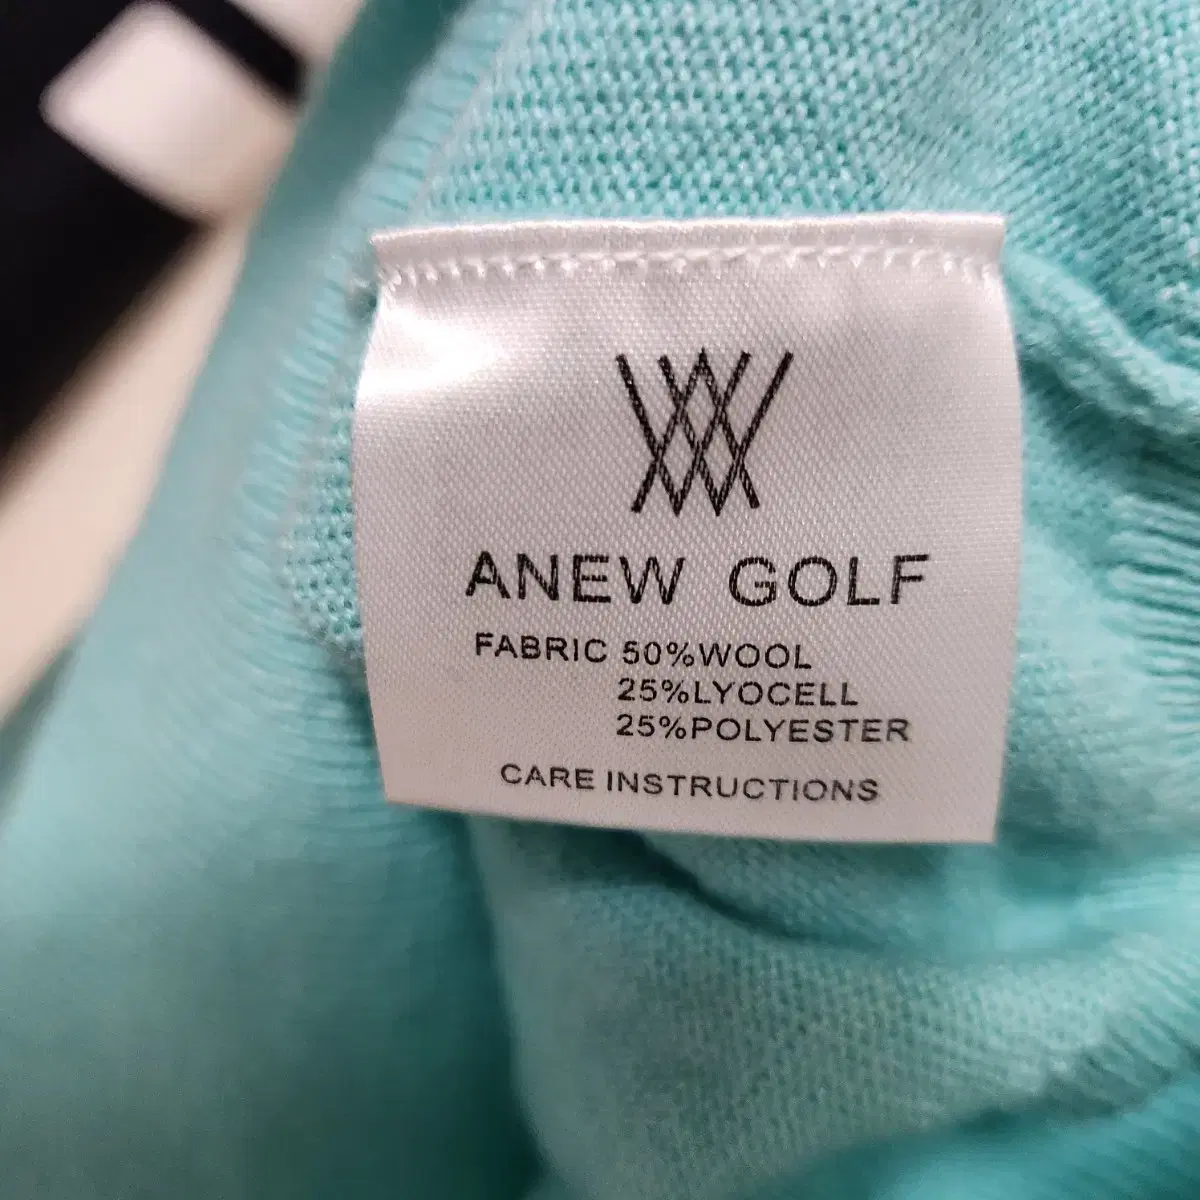 ANEW GOLF
FABRIC 50%WOOL
25%LYOCELL
25%POLYESTER
CARE INSTRUCTIONS